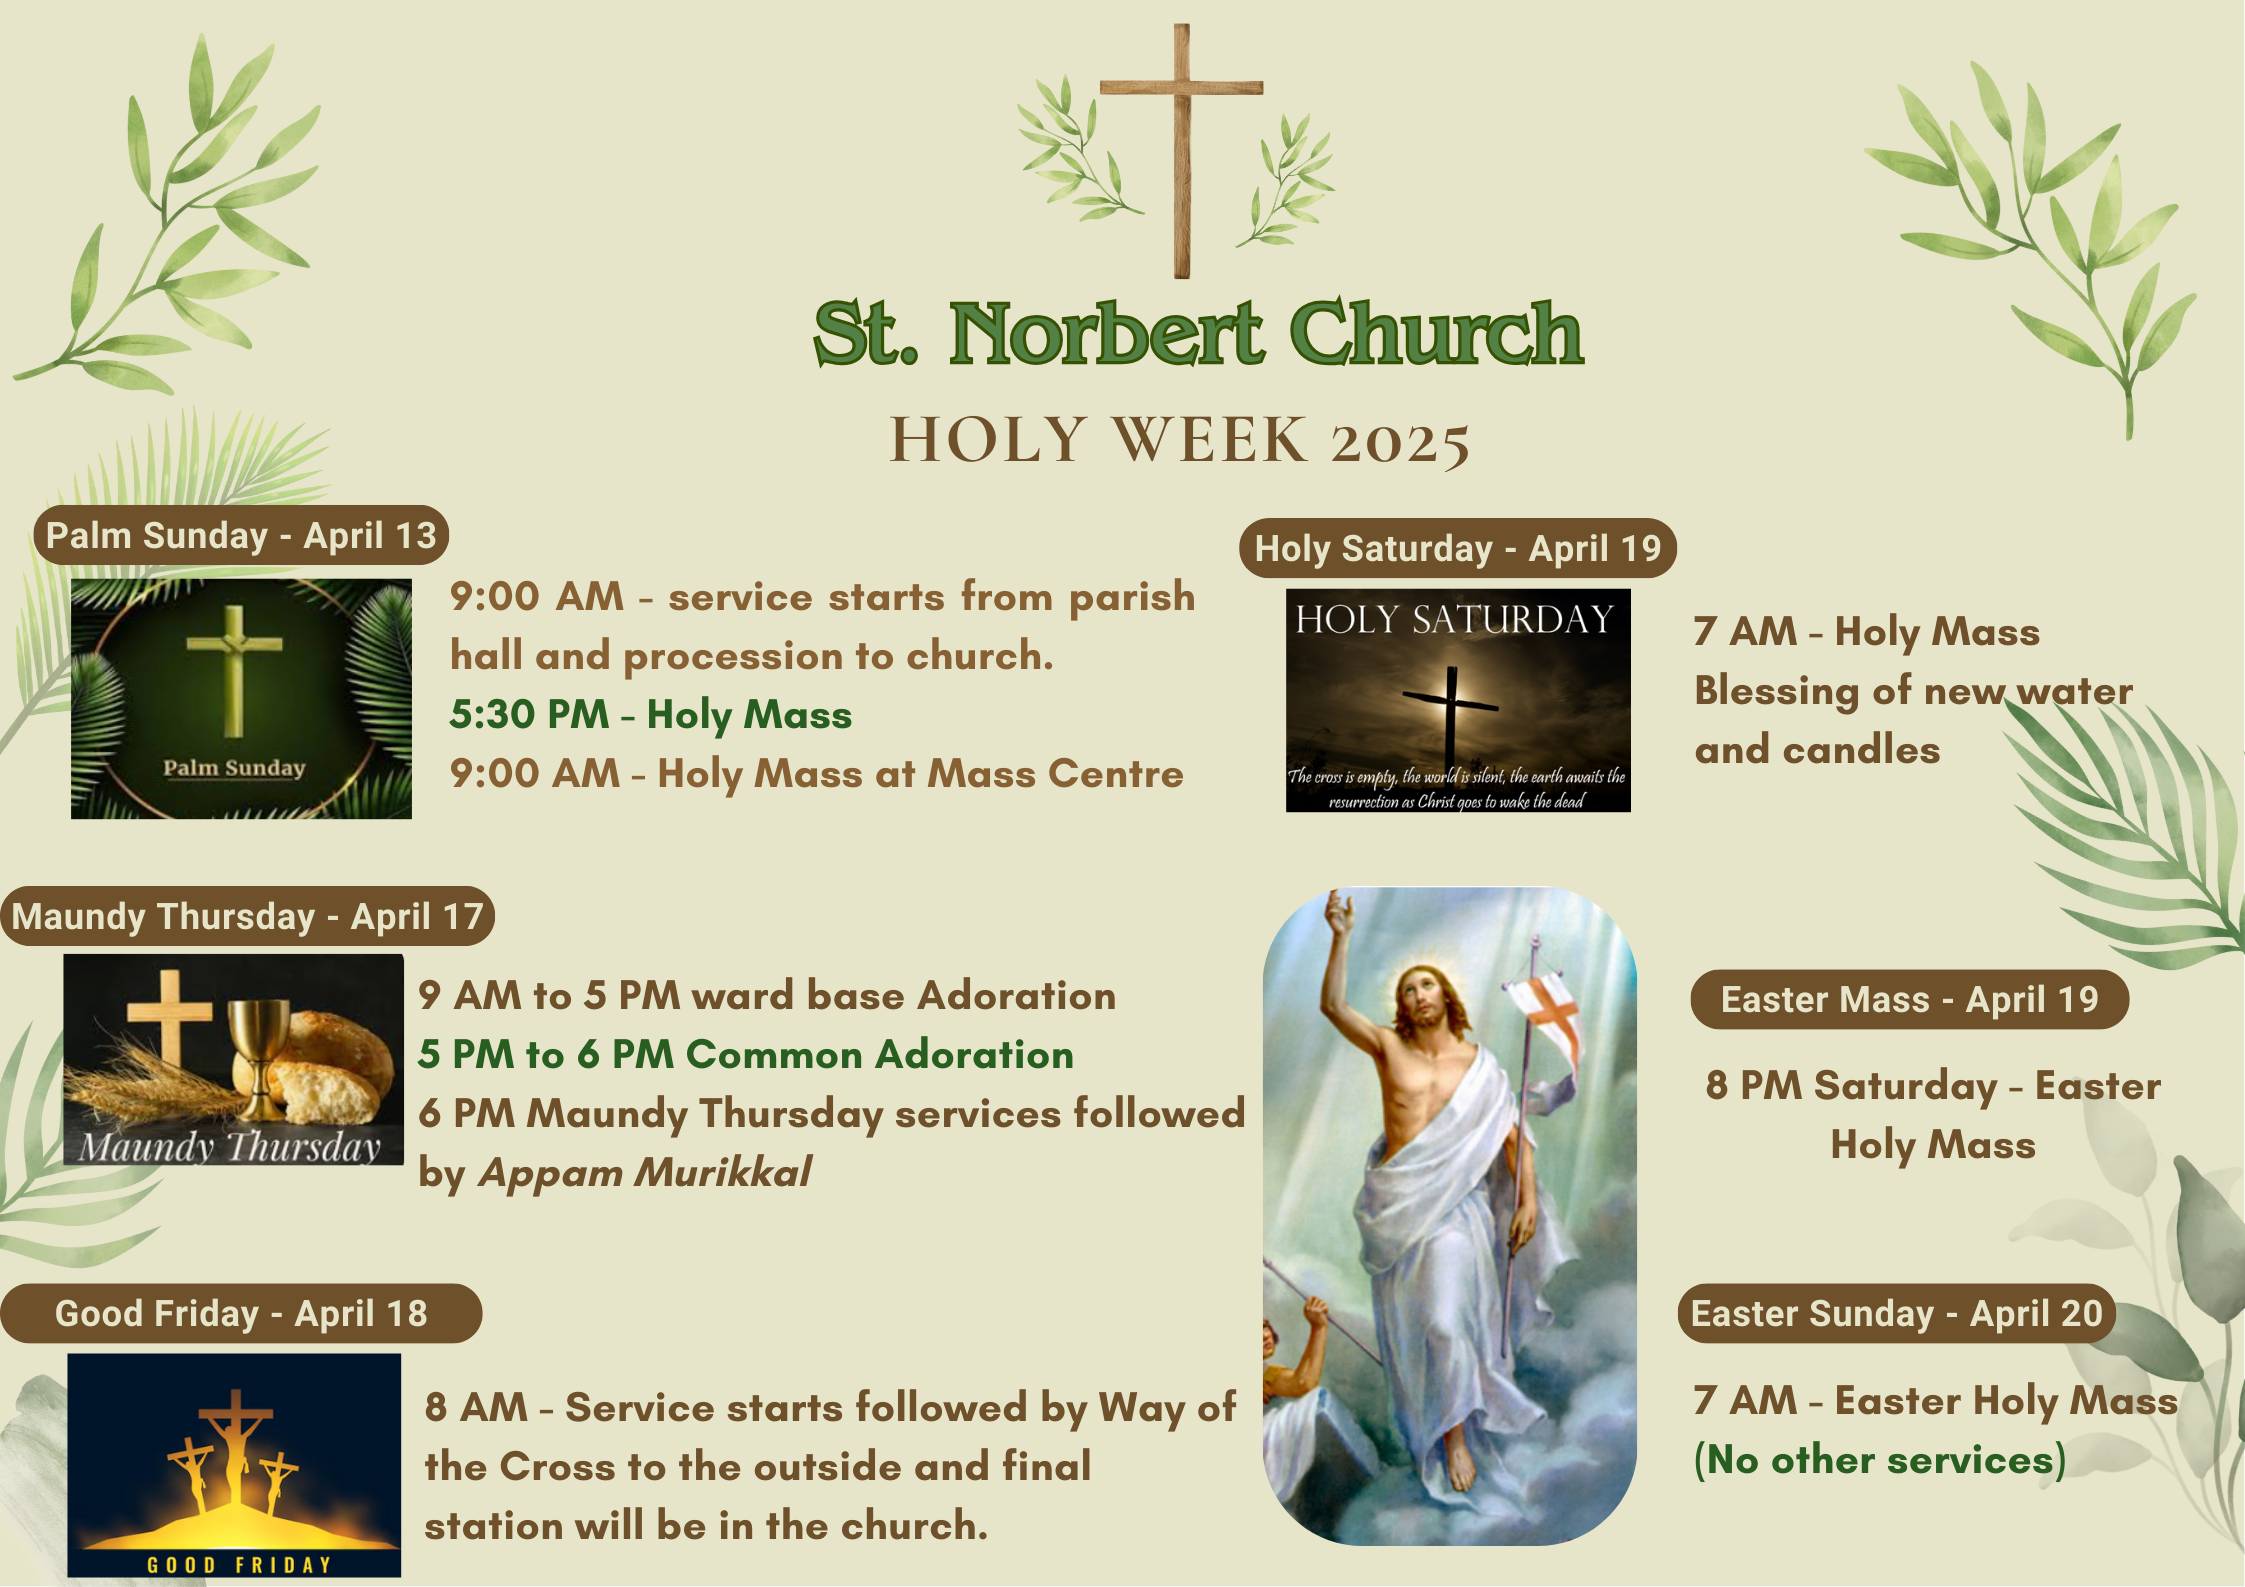 St. Norbert Church
HOLY WEEK 2025
Palm Sunday - April 13
Palm Sunday
9:00 AM - service starts from parish
hall and procession to church.
5:30 PM - Holy Mass
9:00 AM - Holy Mass at Mass Centre
Maundy Thursday - April 17
Maundy Thursday
9 AM to 5 PM ward base Adoration
5 PM to 6 PM Common Adoration
6 PM Maundy Thursday services followed
by Appam Murikkal
Good Friday - April 18
GOOD FRIDAY
8 AM - Service starts followed by Way of
the Cross to the outside and final
station will be in the church.
Holy Saturday - April 19
HOLY SATURDAY
The cross is empty, the world is silent, the earth awaits the
resurrection as Christ goes to wake the dead
7 AM - Holy Mass
Blessing of new water
and candles
Easter Mass - April 19
8 PM Saturday - Easter
Holy Mass
Easter Sunday - April 20
7 AM - Easter Holy Mass
(No other services)